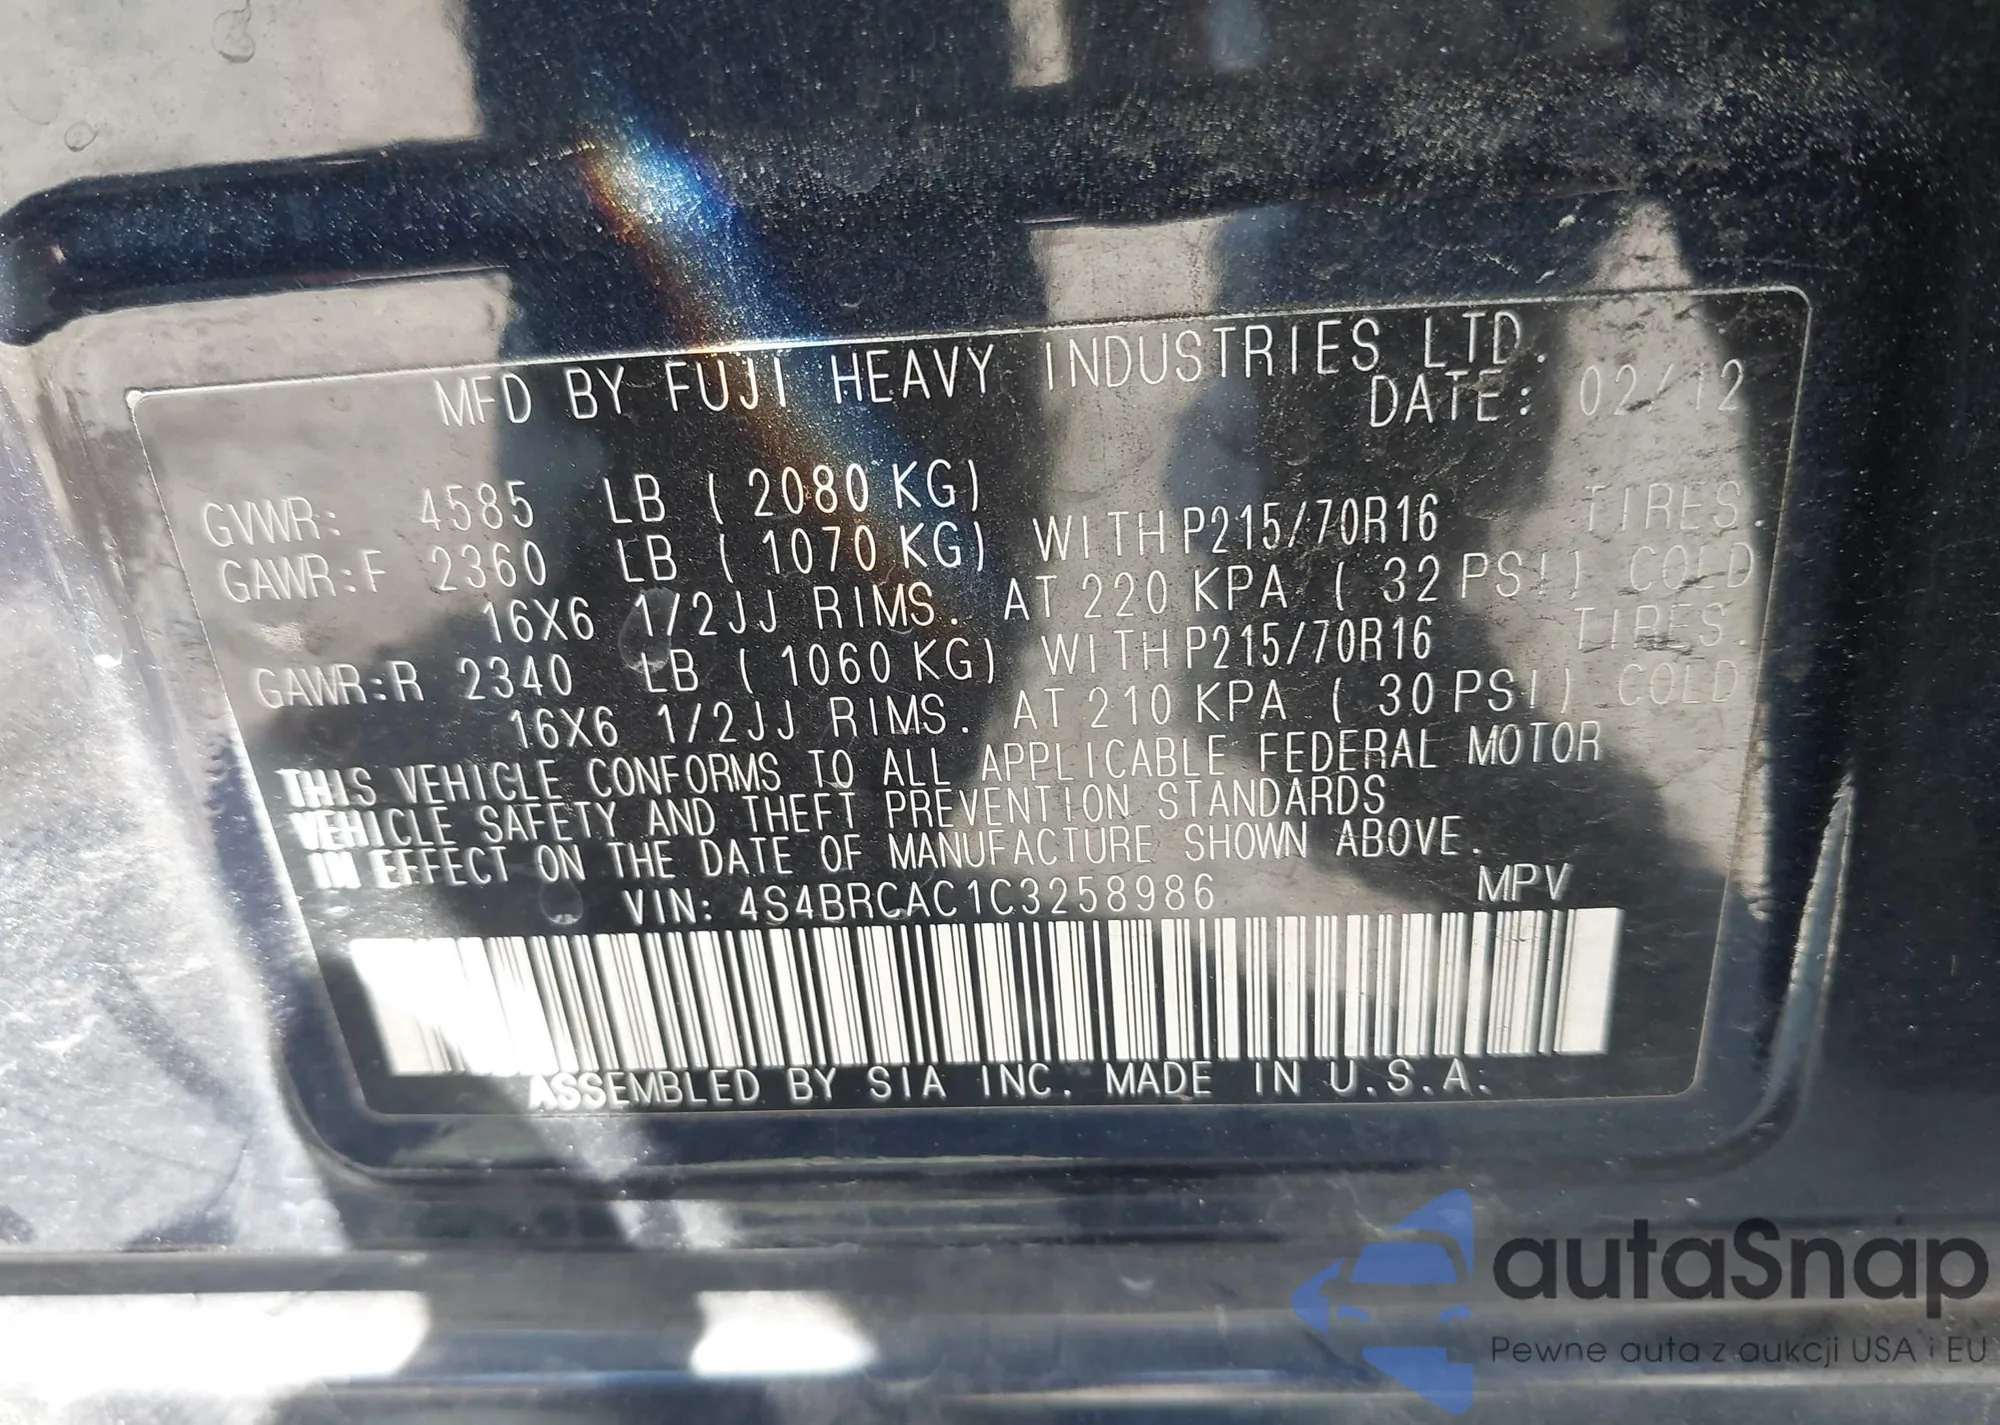 MFD BY FUJI HEAVY INDUSTRIES LTD.
DATE: 02/12
GVWR: 4585 LB ( 2080 KG)
GAWR:F 2360 LB ( 1070 KG) WITH P215/70R16 TIRES.
16X6 1/2JJ RIMS. AT 220 KPA ( 32 PSI) COLD
GAWR:R 2340 LB ( 1060 KG) WITH P215/70R16 TIRES.
16X6 1/2JJ RIMS. AT 210 KPA ( 30 PSI) COLD
THIS VEHICLE CONFORMS TO ALL APPLICABLE FEDERAL MOTOR
VEHICLE SAFETY AND THEFT PREVENTION STANDARDS
IN EFFECT ON THE DATE OF MANUFACTURE SHOWN ABOVE.
VIN: 4S4BRCAC1C3258986 MPV
ASSEMBLED BY SIA INC. MADE IN U.S.A.
autaSnap
Pewne auta z aukcji USA i EU